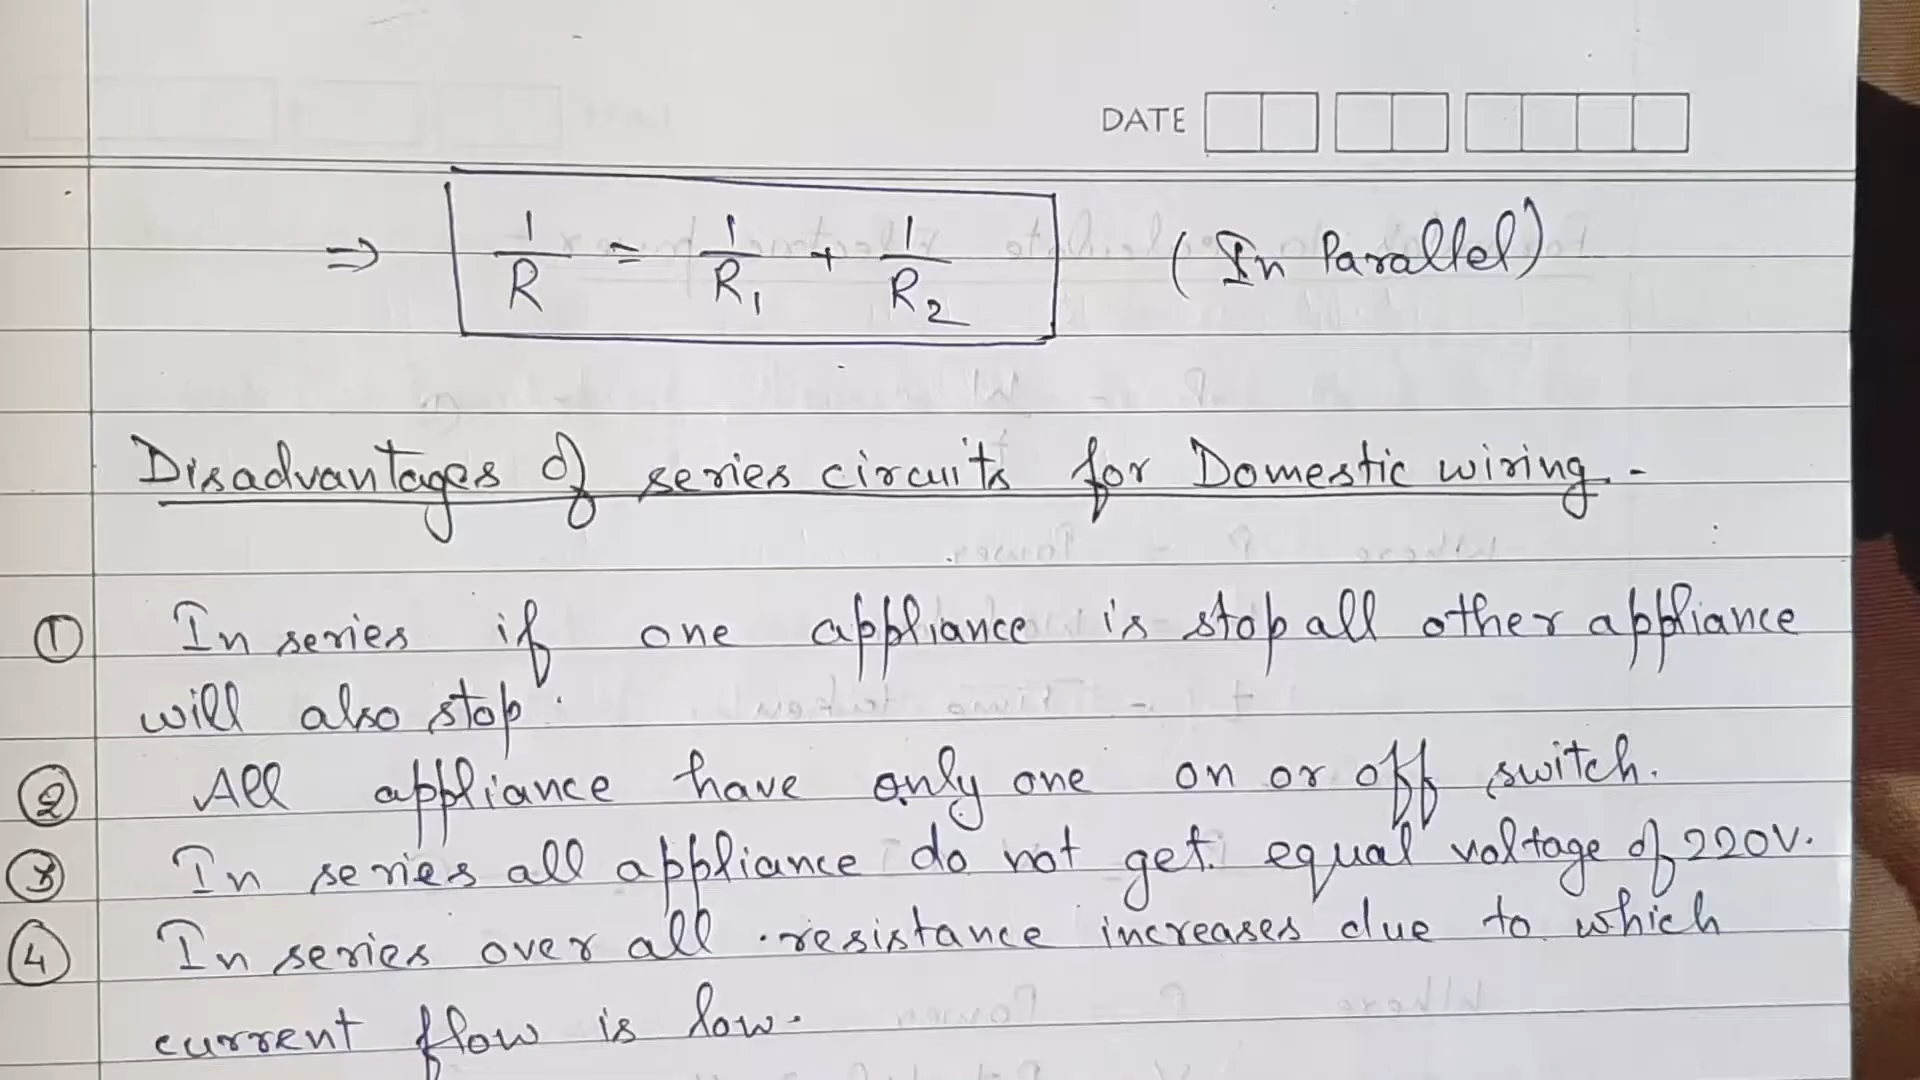 DATE
⇒ 1/R = 1/R₁ + 1/R₂ (In Parallel)
Disadvantages of series circuits for Domestic wiring.-
① In series if one appliance is stop all other appliance
will also stop.
② All appliance have only one on or off switch.
③ In series all appliance do not get equal voltage of 220V.
④ In series over all resistance increases due to which
current flow is low.